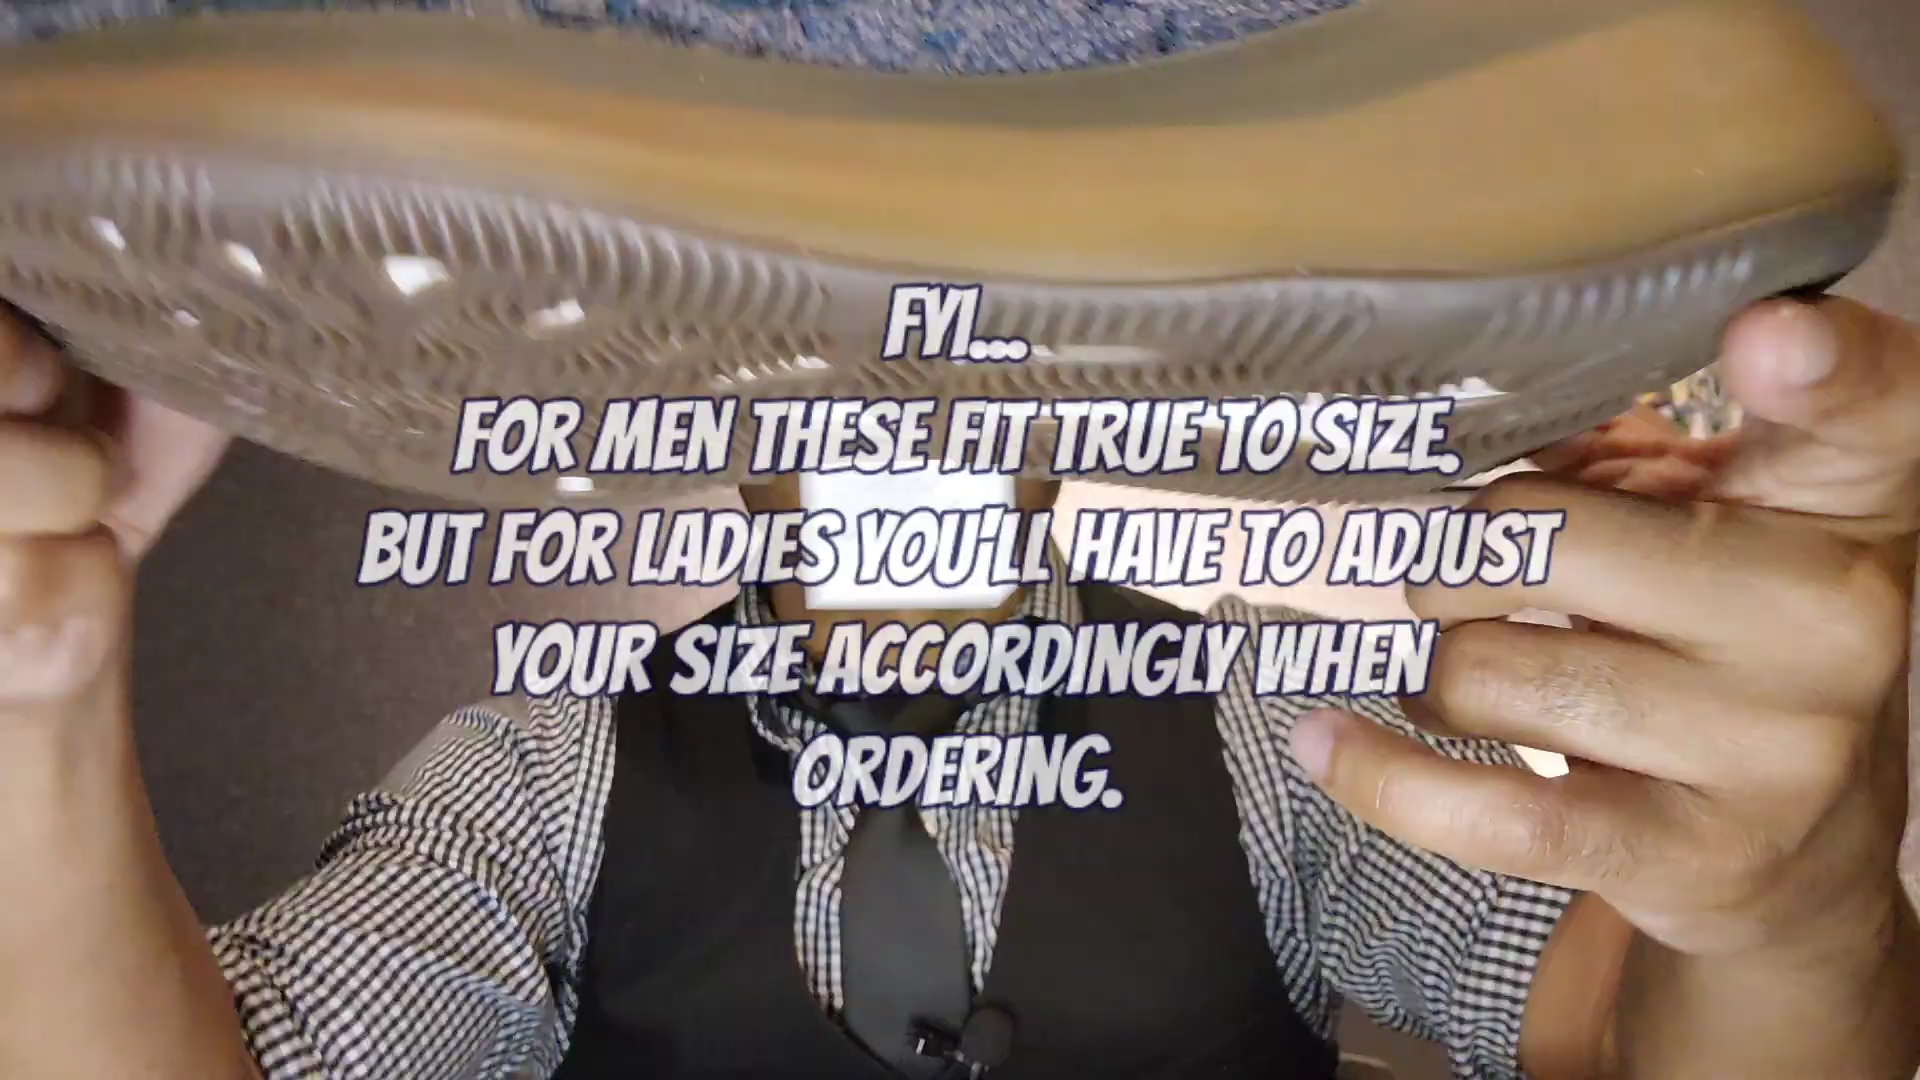 FYI...
FOR MEN THESE FIT TRUE TO SIZE.
BUT FOR LADIES YOU'LL HAVE TO ADJUST
YOUR SIZE ACCORDINGLY WHEN
ORDERING.